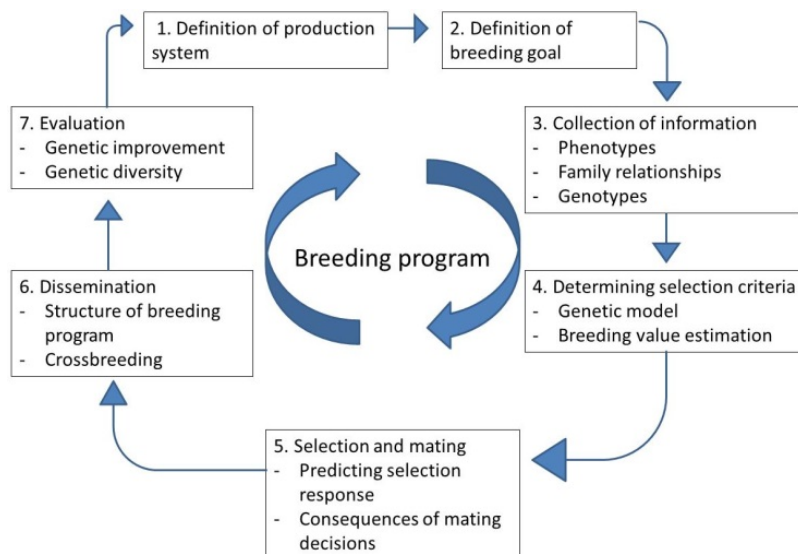 1. Definition of production
system
2. Definition of
breeding goal
3. Collection of information
- Phenotypes
- Family relationships
- Genotypes
4. Determining selection criteria
- Genetic model
- Breeding value estimation
5. Selection and mating
- Predicting selection
response
- Consequences of mating
decisions
6. Dissemination
- Structure of breeding
program
- Crossbreeding
7. Evaluation
- Genetic improvement
- Genetic diversity
Breeding program